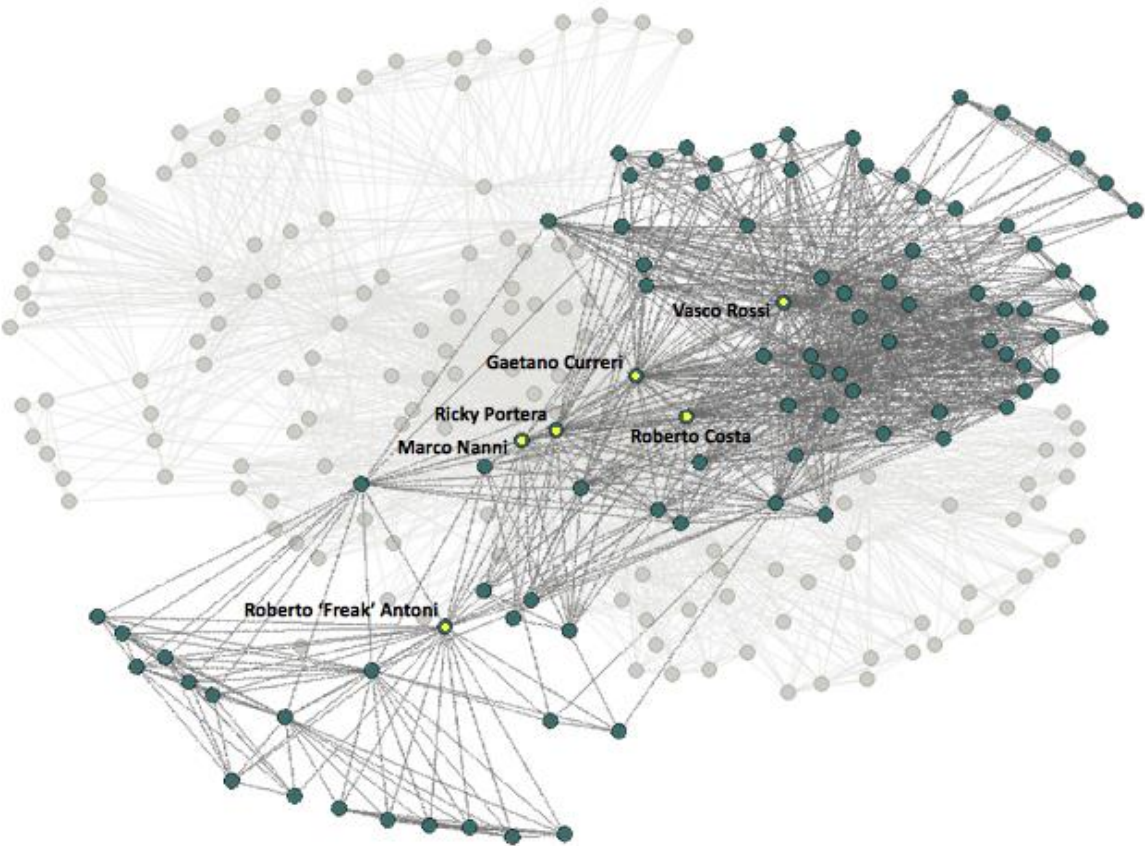 Vasco Rossi
Gaetano Curreri
Ricky Portera
Marco Nanni
Roberto Costa
Roberto ‘Freak’ Antoni